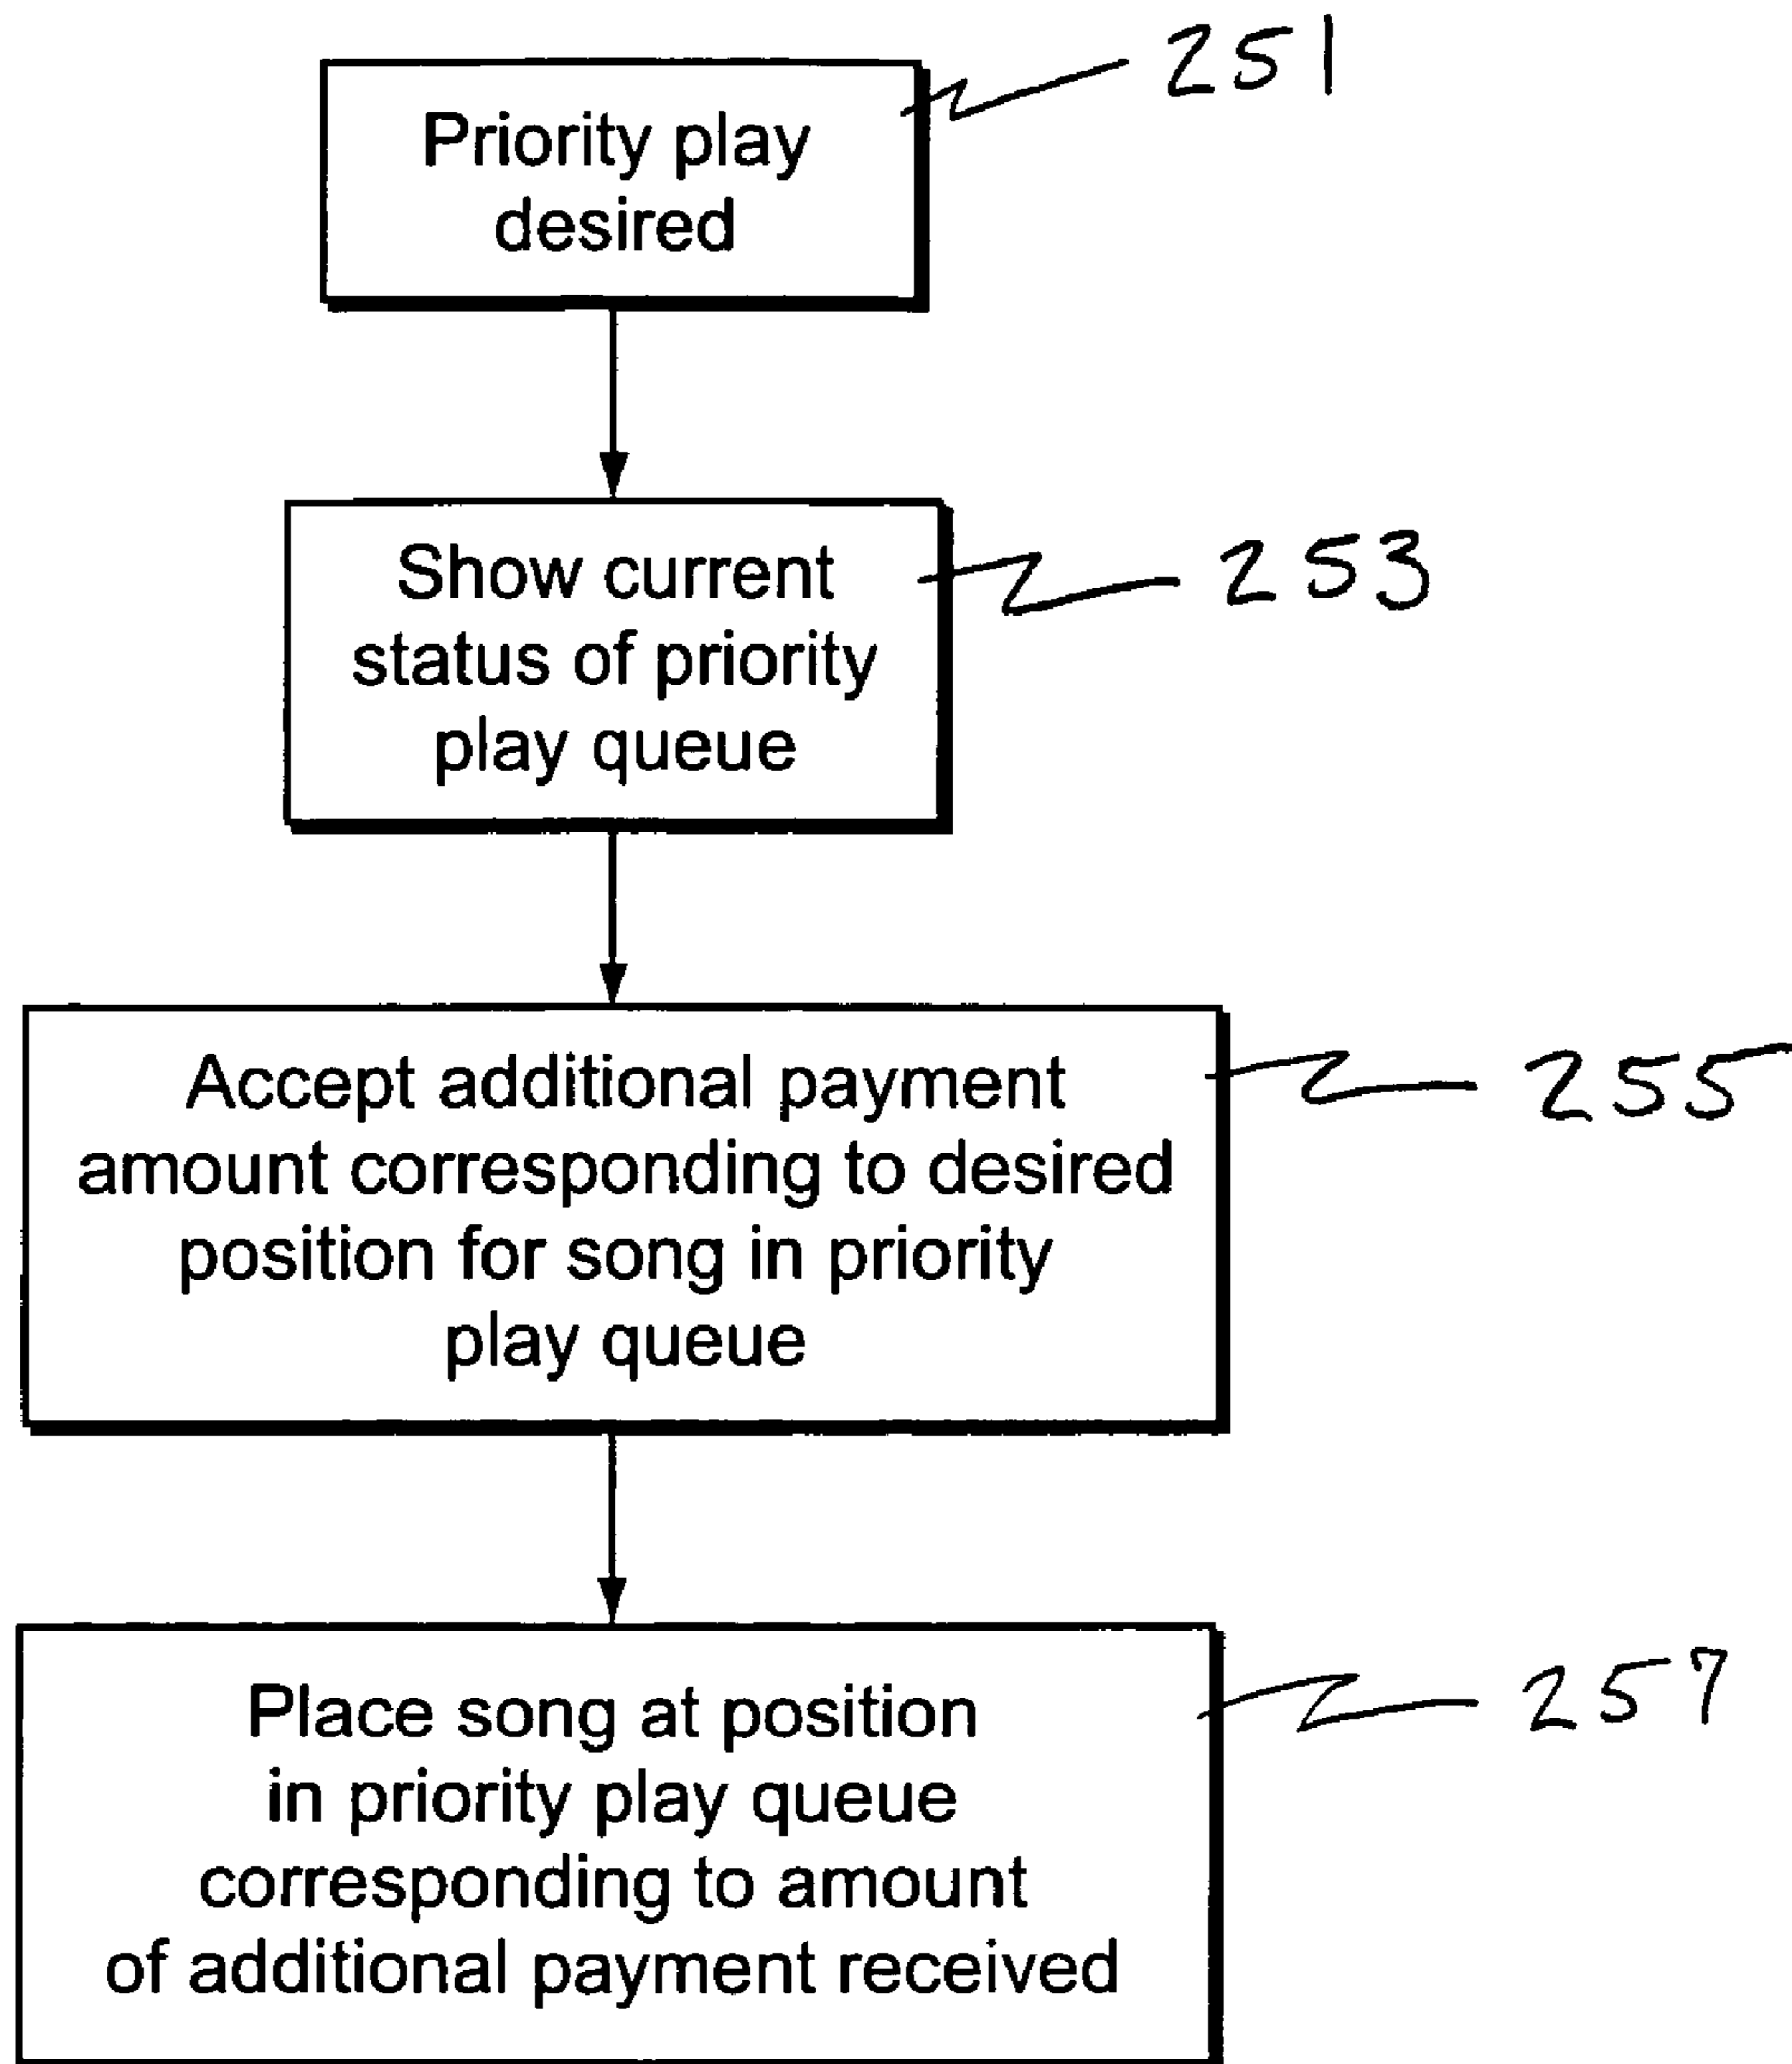 Priority play
desired
251
Show current
status of priority
play queue
253
Accept additional payment
amount corresponding to desired
position for song in priority
play queue
255
Place song at position
in priority play queue
corresponding to amount
of additional payment received
257